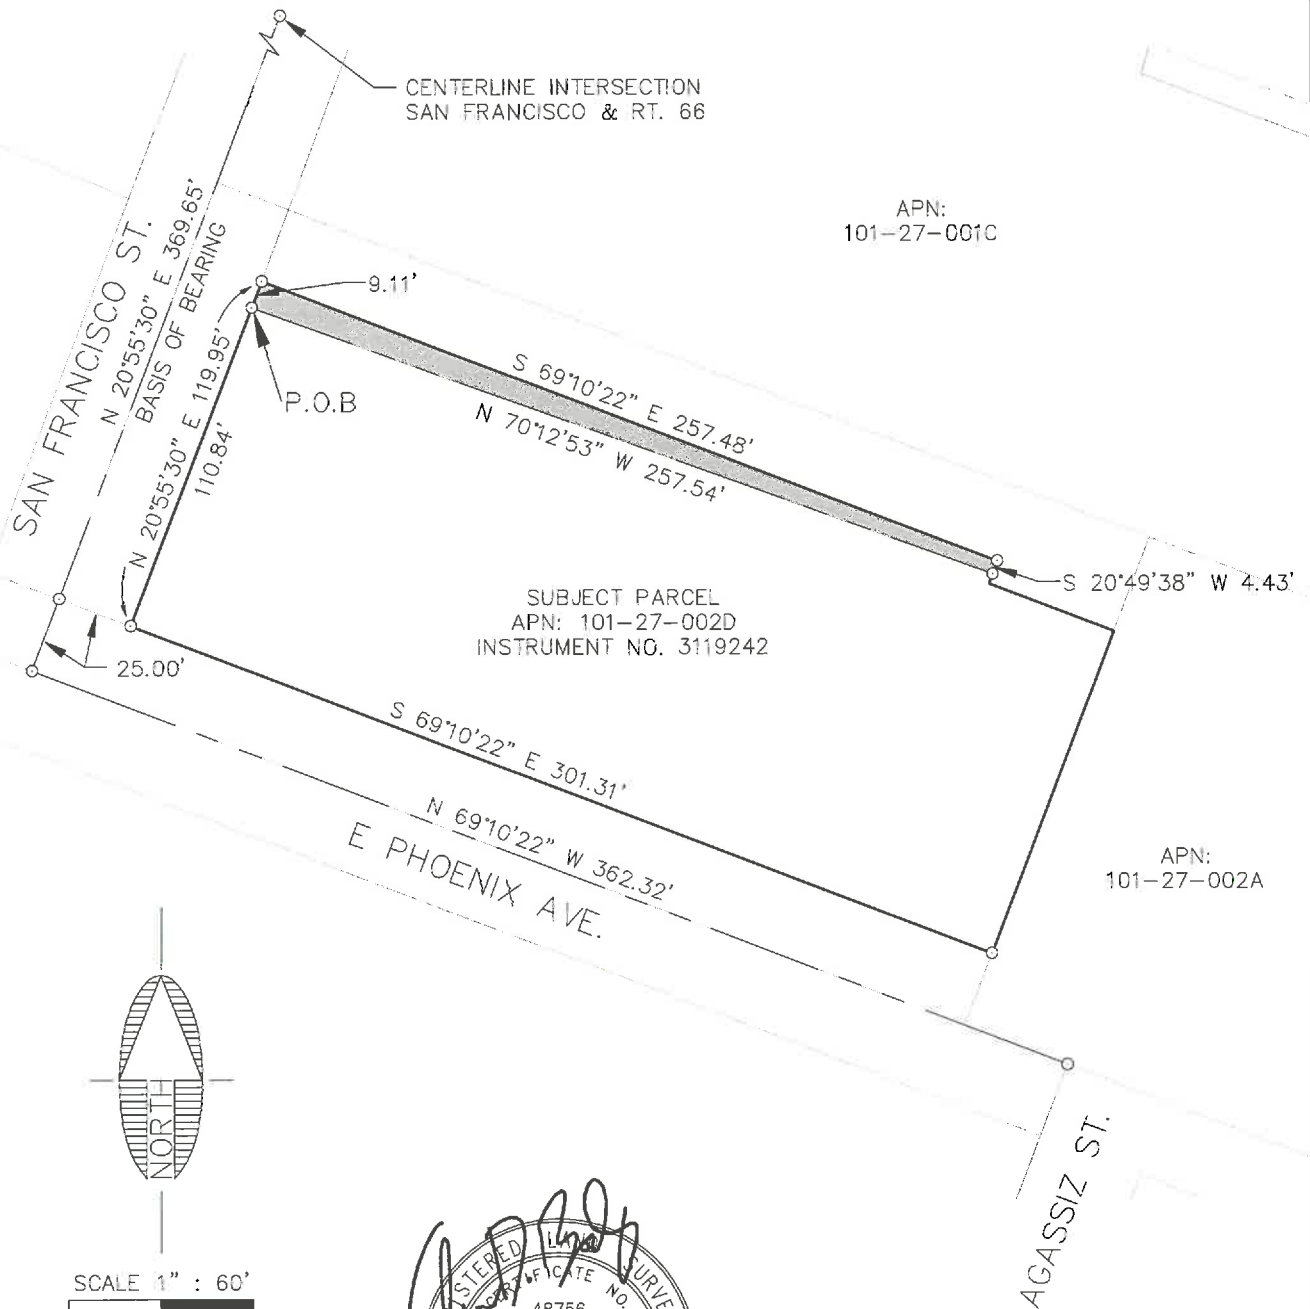 CENTERLINE INTERSECTION
SAN FRANCISCO & RT. 66
APN:
101-27-001C
SAN FRANCISCO ST.
N 20°55'30" E 369.65'
BASIS OF BEARING
9.11'
N 20°55'30" E 119.95'
110.84'
P.O.B
S 69°10'22" E 257.48'
N 70°12'53" W 257.54'
S 20°49'38" W 4.43'
SUBJECT PARCEL
APN: 101-27-002D
INSTRUMENT NO. 3119242
25.00'
S 69°10'22" E 301.31'
N 69°10'22" W 362.32'
E PHOENIX AVE.
APN:
101-27-002A
NORTH
AGASSIZ ST.
SCALE 1" : 60'
CERTIFICATE NO.
48756